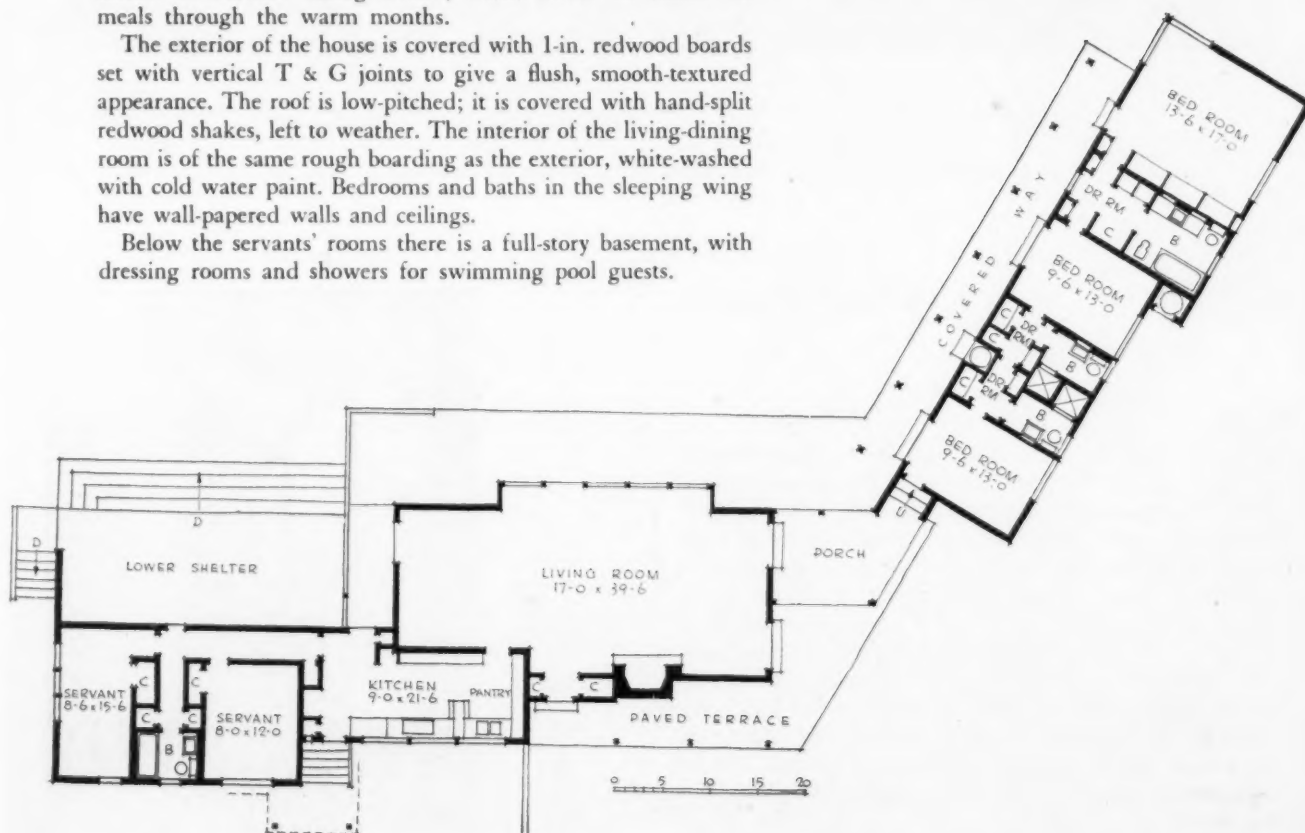 meals through the warm months.
The exterior of the house is covered with 1-in. redwood boards
set with vertical T & G joints to give a flush, smooth-textured
appearance. The roof is low-pitched; it is covered with hand-split
redwood shakes, left to weather. The interior of the living-dining
room is of the same rough boarding as the exterior, white-washed
with cold water paint. Bedrooms and baths in the sleeping wing
have wall-papered walls and ceilings.
Below the servants' rooms there is a full-story basement, with
dressing rooms and showers for swimming pool guests.
BED ROOM
13-6 x 17-0
DR RM
C
B
COVERED WAY
BED ROOM
9-6 x 13-0
C
DR
RM
C
B
DR
RM
C
B
BED ROOM
9-6 x 13-0
U
D
D
LOWER SHELTER
LIVING ROOM
17-0 x 39-6
PORCH
SERVANT
8-6 x 15-6
C
C
C
C
B
SERVANT
8-0 x 12-0
KITCHEN
9-0 x 21-6
PANTRY
C
C
PAVED TERRACE
0 5 10 15 20